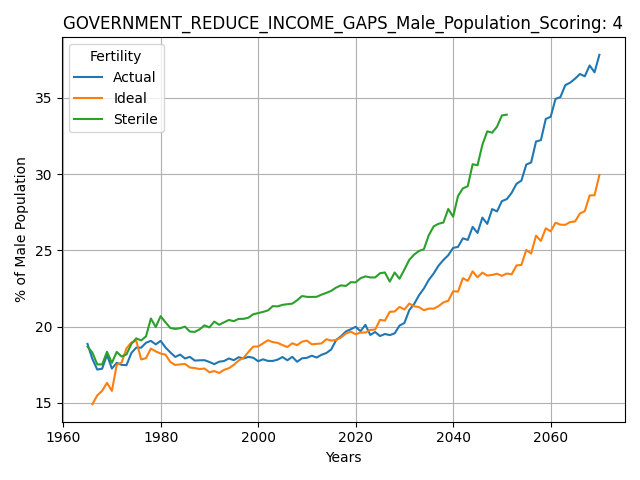 GOVERNMENT_REDUCE_INCOME_GAPS_Male_Population_Scoring: 4
Fertility
Actual
Ideal
Sterile
% of Male Population
35
30
25
20
15
1960
1980
2000
2020
2040
2060
Years